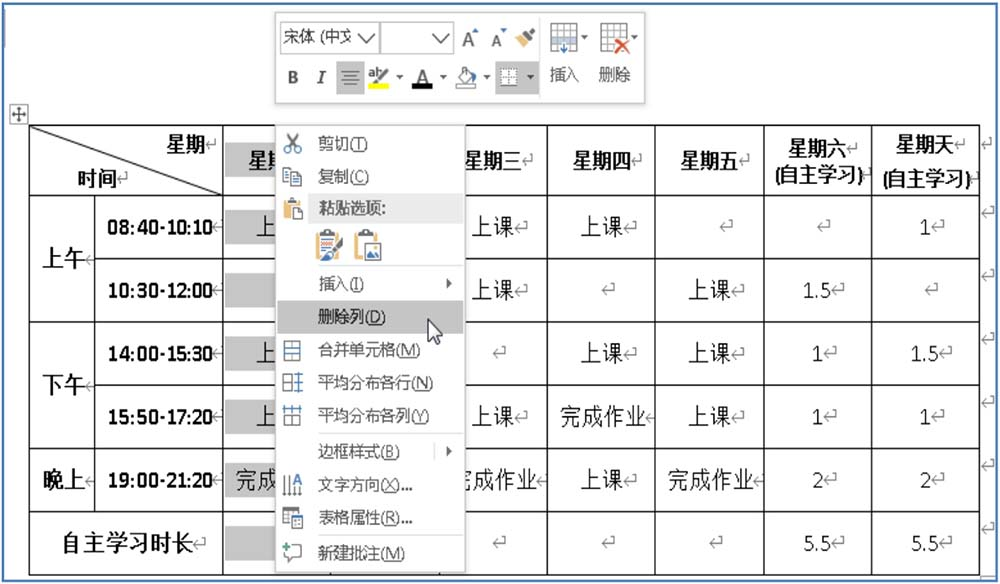 宋体 (中文
A A
插入 删除
B I ab A
星期
时间
星期三 星期四 星期五 星期六 星期天
(自主学习) (自主学习)
上午 08:40-10:10 上 上课 上课 1
10:30-12:00 上课 上课 1.5
下午 14:00-15:30 上 上课 上课 1 1.5
15:50-17:20 上 上课 完成作业 上课 1 1
晚上 19:00-21:20 完成 完成作业 上课 完成作业 2 2
自主学习时长 5.5 5.5
剪切(T)
复制(C)
粘贴选项:
插入(I)
删除列(D)
合并单元格(M)
平均分布各行(N)
平均分布各列(Y)
边框样式(B)
文字方向(X)...
表格属性(R)...
新建批注(M)